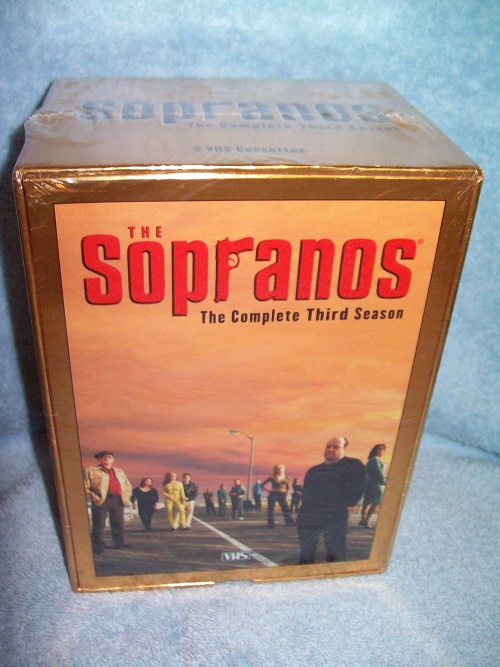 Sopranos
The Complete Third Season
5 VHS Cassettes
THE
Sopranos®
The Complete Third Season
VHS